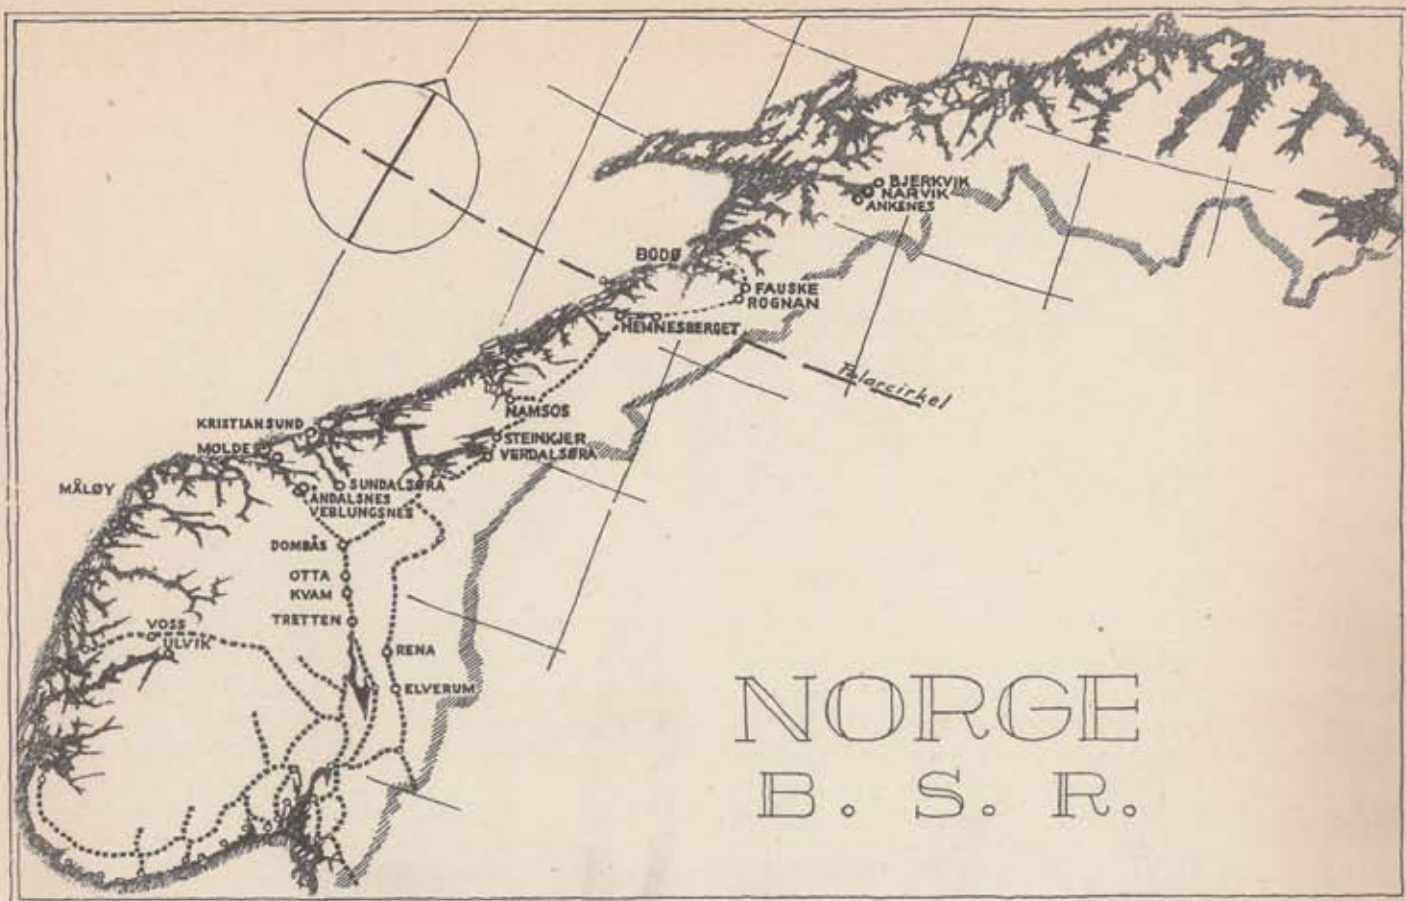 BJERKVIK
NARVIK
ANKENES
BODØ
FAUSKE
ROGNAN
HEMNESBERGET
Polarcirkel
NAMSOS
KRISTIANSUND
STEINKJER
MOLDE
VERDALSØRA
MÅLØY
SUNDALSØRA
ANDALSNES
VEBLUNGSNES
DOMBÅS
OTTA
KVAM
TRETTEN
VOSS
ULVIK
RENA
ELVERUM
NORGE
B. S. R.